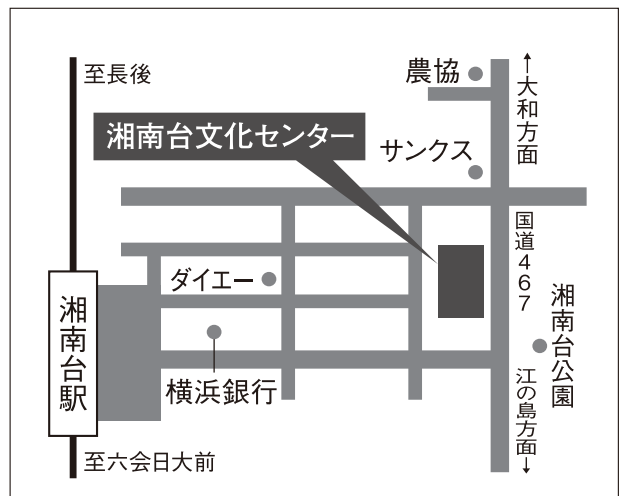 至長後
農協
↑大和方面
湘南台文化センター
サンクス
国道467
ダイエー
湘南台駅
湘南台公園
横浜銀行
江の島方面↓
至六会日大前